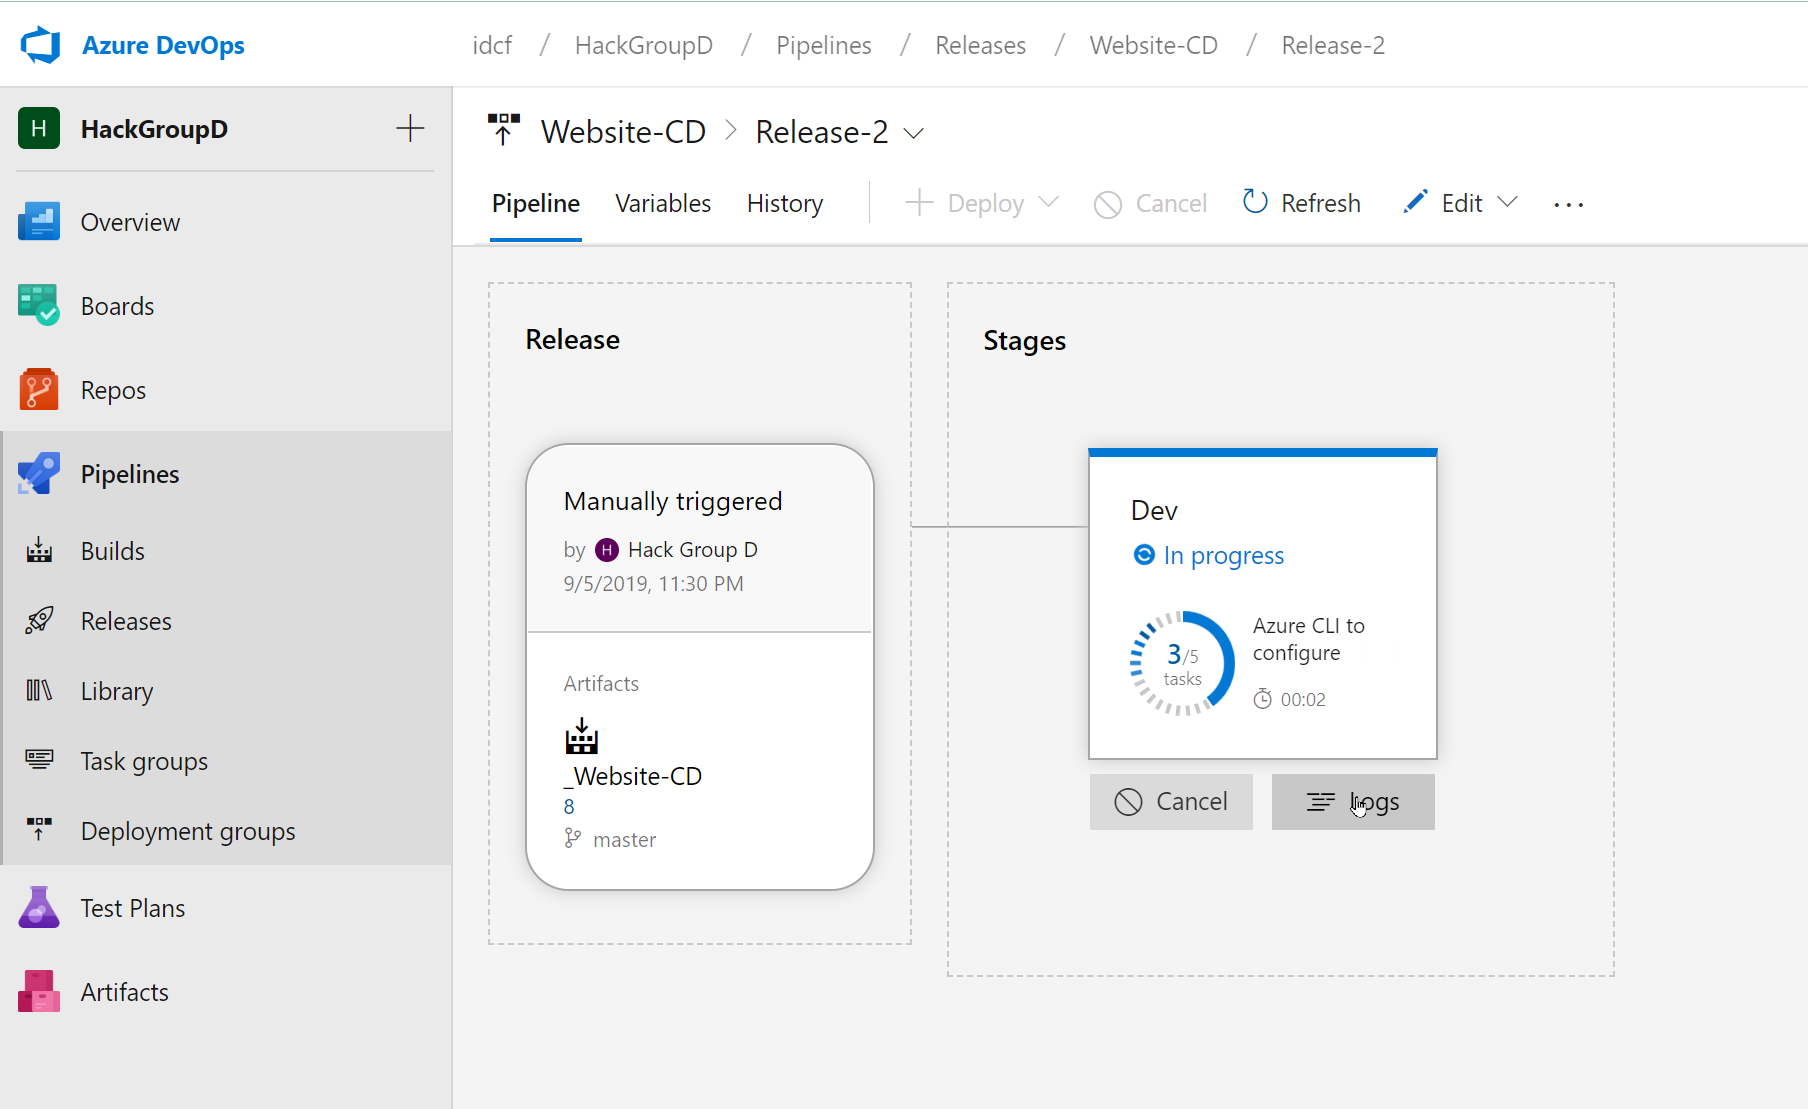 Azure DevOps
idcf / HackGroupD / Pipelines / Releases / Website-CD / Release-2
H HackGroupD
Overview
Boards
Repos
Pipelines
Builds
Releases
Library
Task groups
Deployment groups
Test Plans
Artifacts
Website-CD > Release-2
Pipeline Variables History Deploy Cancel Refresh Edit ...
Release
Manually triggered
by H Hack Group D
9/5/2019, 11:30 PM
Artifacts
_Website-CD
8
master
Stages
Dev
In progress
3/5
tasks
Azure CLI to
configure
00:02
Cancel
Logs